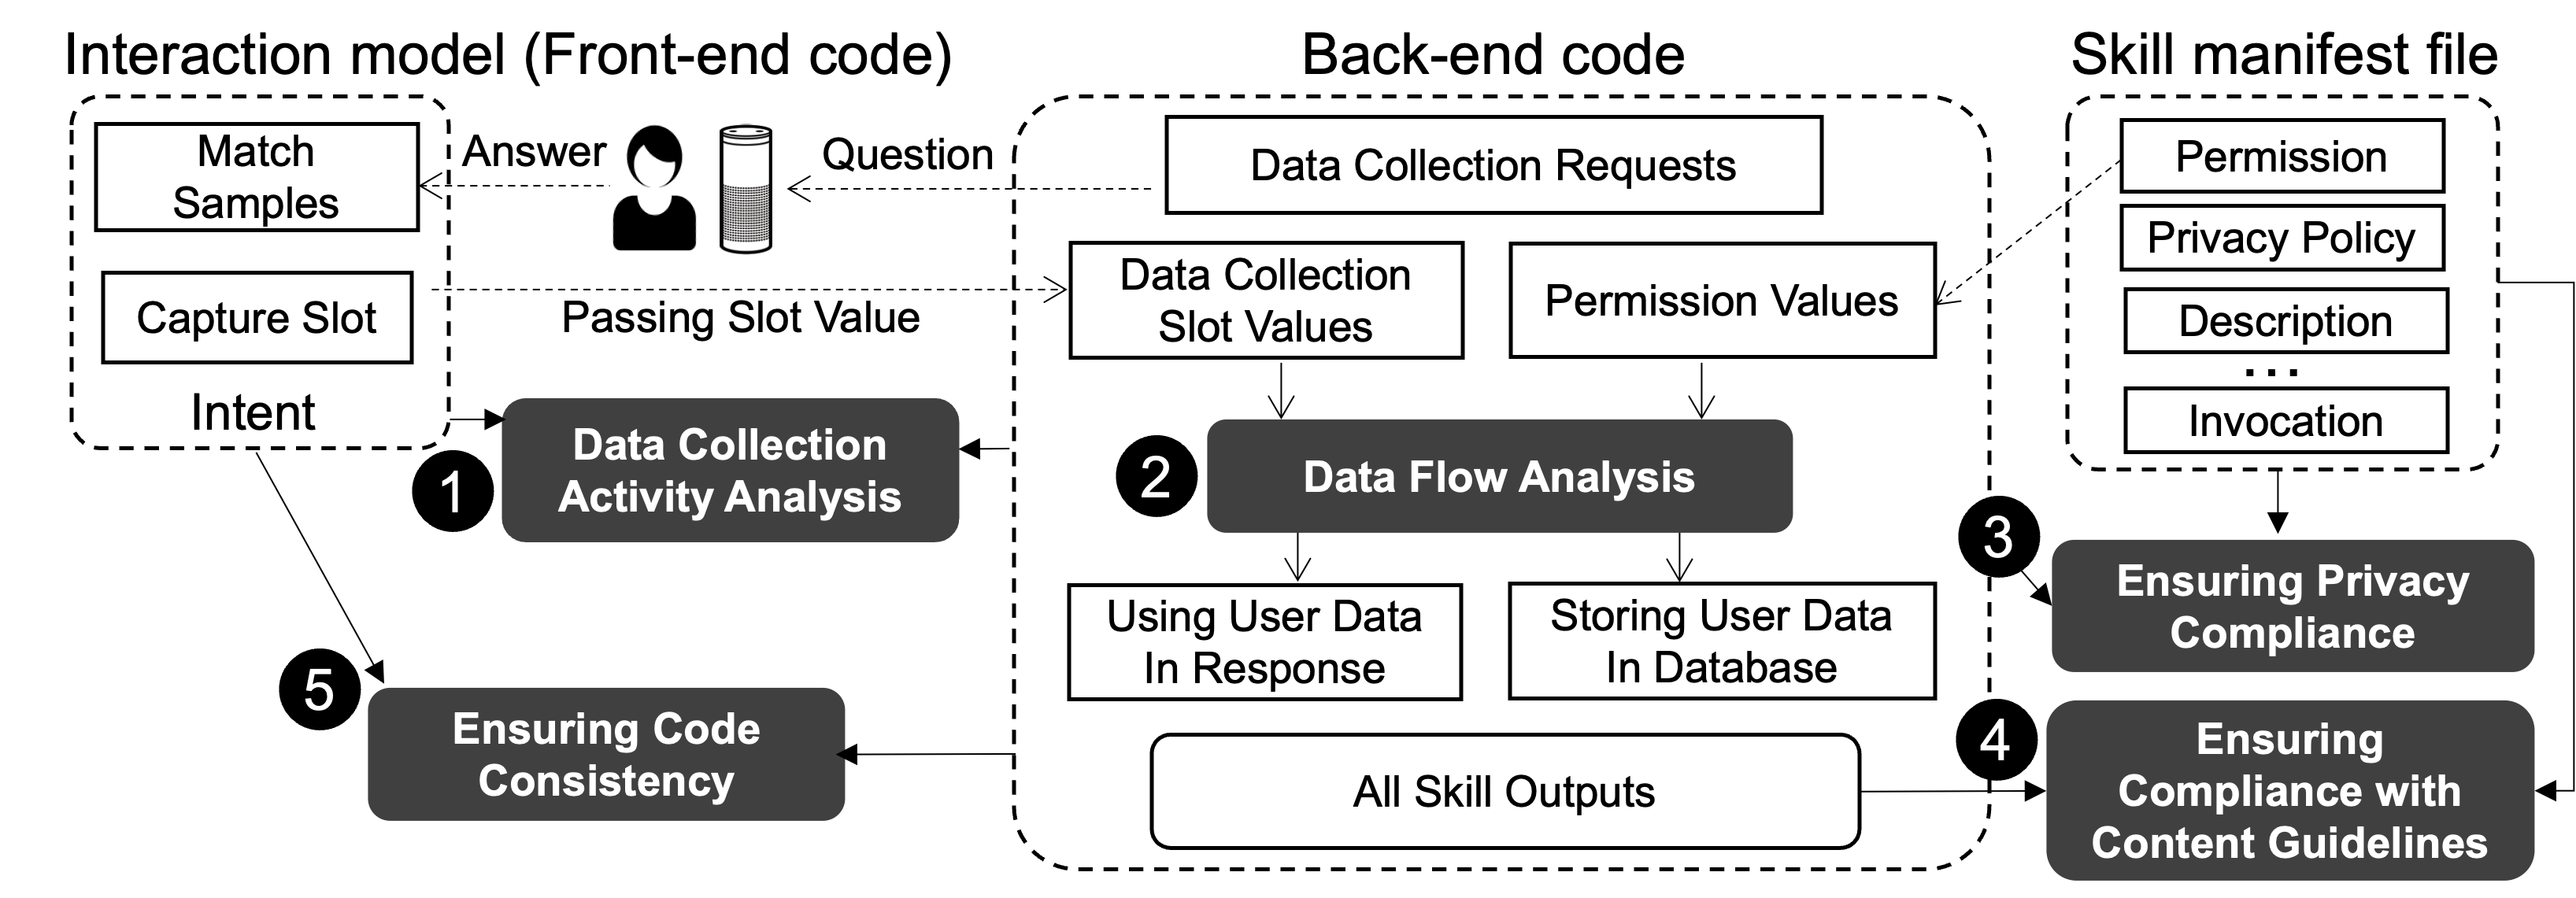 Interaction model (Front-end code)
Back-end code
Skill manifest file
Match
Samples
Answer
Question
Data Collection Requests
Permission
Privacy Policy
Description
...
Invocation
Capture Slot
Passing Slot Value
Data Collection
Slot Values
Permission Values
Intent
1
Data Collection
Activity Analysis
2
Data Flow Analysis
3
Ensuring Privacy
Compliance
Using User Data
In Response
Storing User Data
In Database
5
Ensuring Code
Consistency
All Skill Outputs
4
Ensuring
Compliance with
Content Guidelines